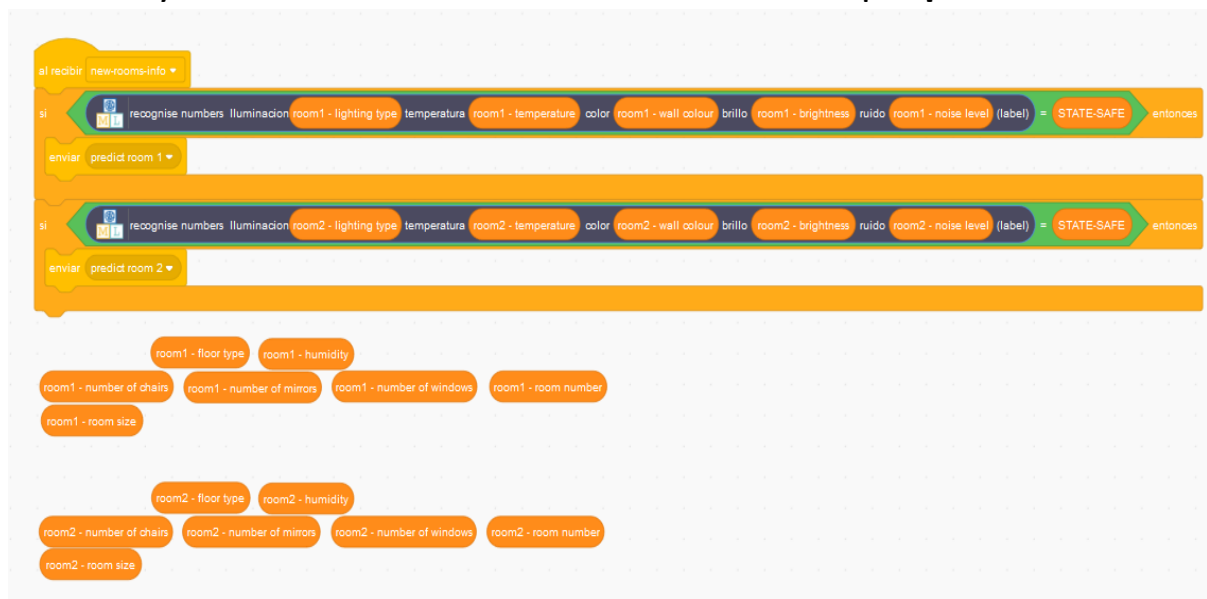 al recibir new-rooms-info
si ML recognise numbers Iluminacion room1 - lighting type temperatura room1 - temperature color room1 - wall colour brillo room1 - brightness ruido room1 - noise level (label) = STATE-SAFE entonces
enviar predict room 1
si ML recognise numbers Iluminacion room2 - lighting type temperatura room2 - temperature color room2 - wall colour brillo room2 - brightness ruido room2 - noise level (label) = STATE-SAFE entonces
enviar predict room 2
room1 - floor type room1 - humidity
room1 - number of chairs room1 - number of mirrors room1 - number of windows room1 - room number
room1 - room size
room2 - floor type room2 - humidity
room2 - number of chairs room2 - number of mirrors room2 - number of windows room2 - room number
room2 - room size